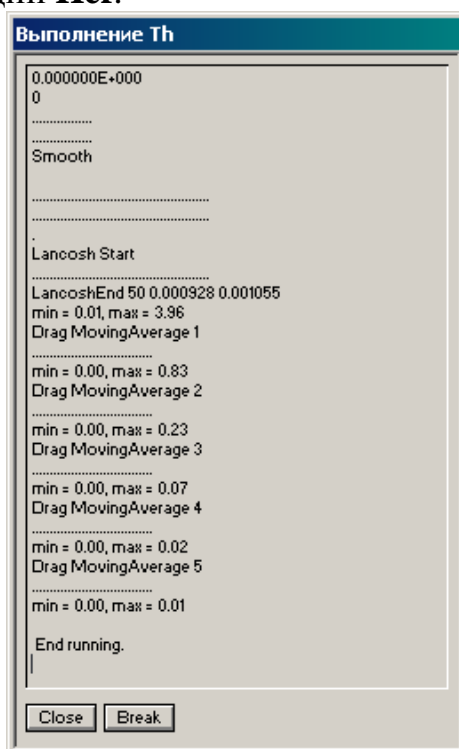 Выполнение Th
0.000000E+000
0
...............
...............
Smooth
.............................................
.............................................
.
Lancosh Start
.............................................
LancoshEnd 50 0.000928 0.001055
min = 0.01, max = 3.96
Drag MovingAverage 1
..............................
min = 0.00, max = 0.83
Drag MovingAverage 2
..............................
min = 0.00, max = 0.23
Drag MovingAverage 3
..............................
min = 0.00, max = 0.07
Drag MovingAverage 4
..............................
min = 0.00, max = 0.02
Drag MovingAverage 5
..............................
min = 0.00, max = 0.01
End running.
Close Break